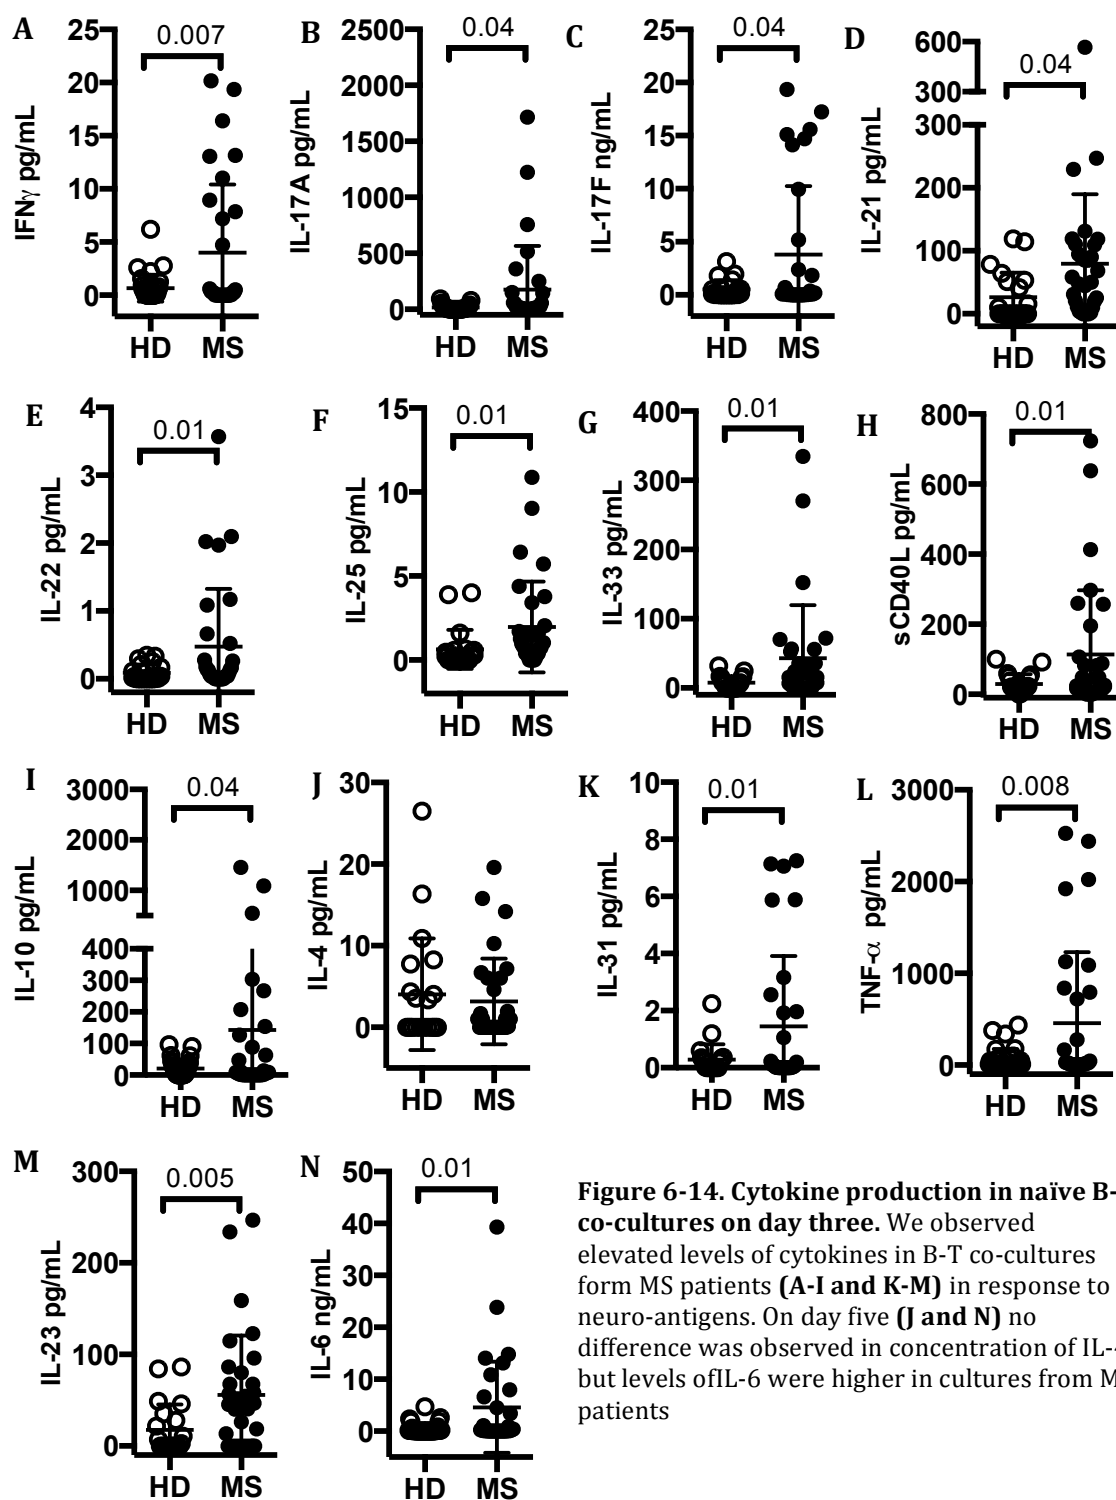 A
B
C
D
0.007
0.04
0.04
0.04
IFNγ pg/mL
25
20
15
10
5
0
HD MS
IL-17A pg/mL
2500
2000
1500
1000
500
0
HD MS
IL-17F ng/mL
25
20
15
10
5
0
HD MS
IL-21 pg/mL
600
300
300
200
100
0
HD MS
E
F
G
H
0.01
0.01
0.01
0.01
IL-22 pg/mL
4
3
2
1
0
HD MS
IL-25 pg/mL
15
10
5
0
HD MS
IL-33 pg/mL
400
300
200
100
0
HD MS
sCD40L pg/mL
800
600
400
200
0
HD MS
I
J
K
L
0.04
0.01
0.008
IL-10 pg/mL
3000
2000
1000
400
300
200
100
0
HD MS
IL-4 pg/mL
30
20
10
0
HD MS
IL-31 pg/mL
10
8
6
4
2
0
HD MS
TNF-α pg/mL
3000
2000
1000
0
HD MS
M
N
0.005
0.01
IL-23 pg/mL
300
200
100
0
HD MS
IL-6 ng/mL
50
40
30
20
10
0
HD MS
Figure 6-14. Cytokine production in naïve B-
co-cultures on day three. We observed
elevated levels of cytokines in B-T co-cultures
form MS patients (A-I and K-M) in response to
neuro-antigens. On day five (J and N) no
difference was observed in concentration of IL-
but levels ofIL-6 were higher in cultures from M
patients